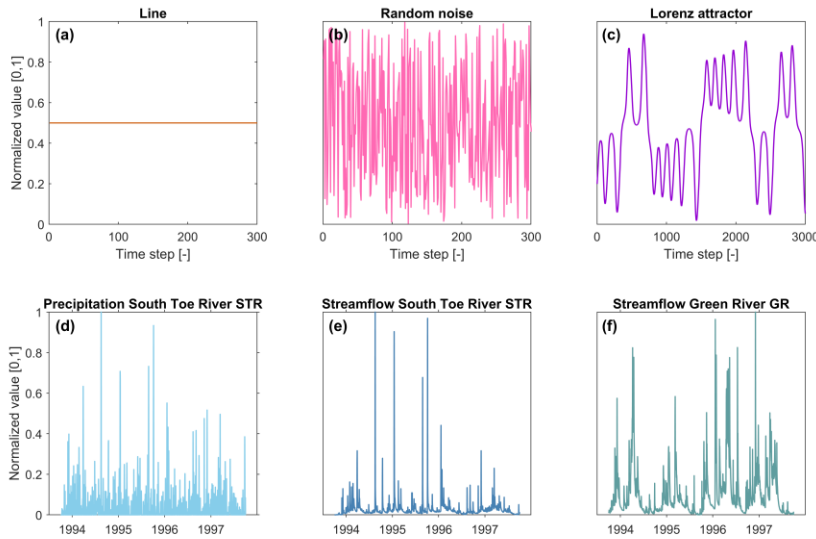 Line
Random noise
Lorenz attractor
(a)
(b)
(c)
Normalized value [0,1]
1
0.8
0.6
0.4
0.2
0
0 100 200 300
0 100 200 300
0 1000 2000 3000
Time step [-]
Time step [-]
Time step [-]
Precipitation South Toe River STR
Streamflow South Toe River STR
Streamflow Green River GR
(d)
(e)
(f)
Normalized value [0,1]
1
0.8
0.6
0.4
0.2
0
1994 1995 1996 1997
1994 1995 1996 1997
1994 1995 1996 1997